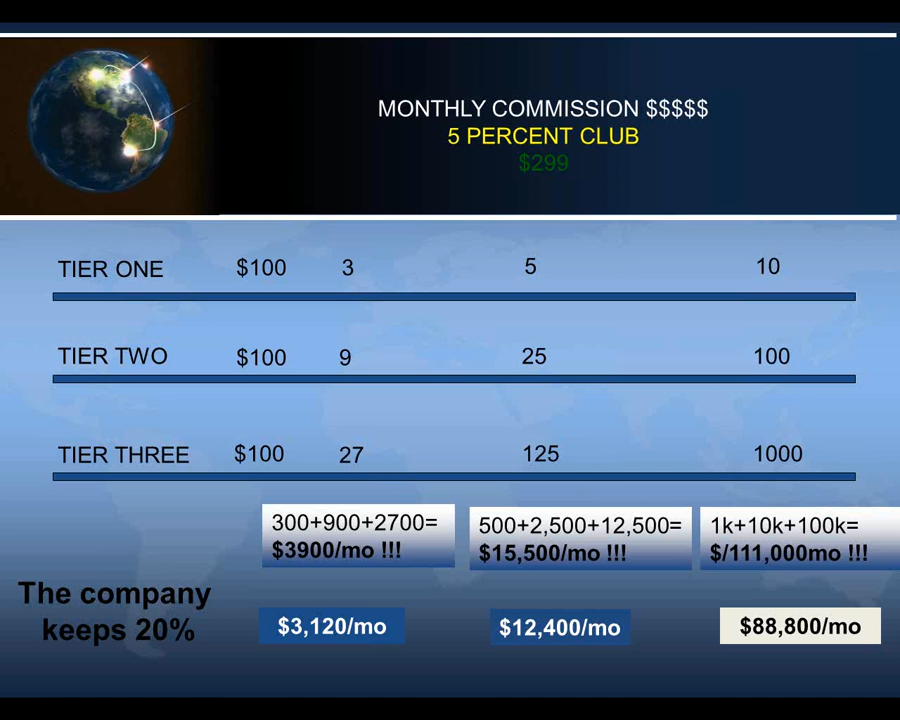 MONTHLY COMMISSION $$$$$
5 PERCENT CLUB
$299
TIER ONE $100 3 5 10
TIER TWO $100 9 25 100
TIER THREE $100 27 125 1000
300+900+2700= 500+2,500+12,500= 1k+10k+100k=
$3900/mo !!! $15,500/mo !!! $/111,000mo !!!
The company
keeps 20%
$3,120/mo $12,400/mo $88,800/mo